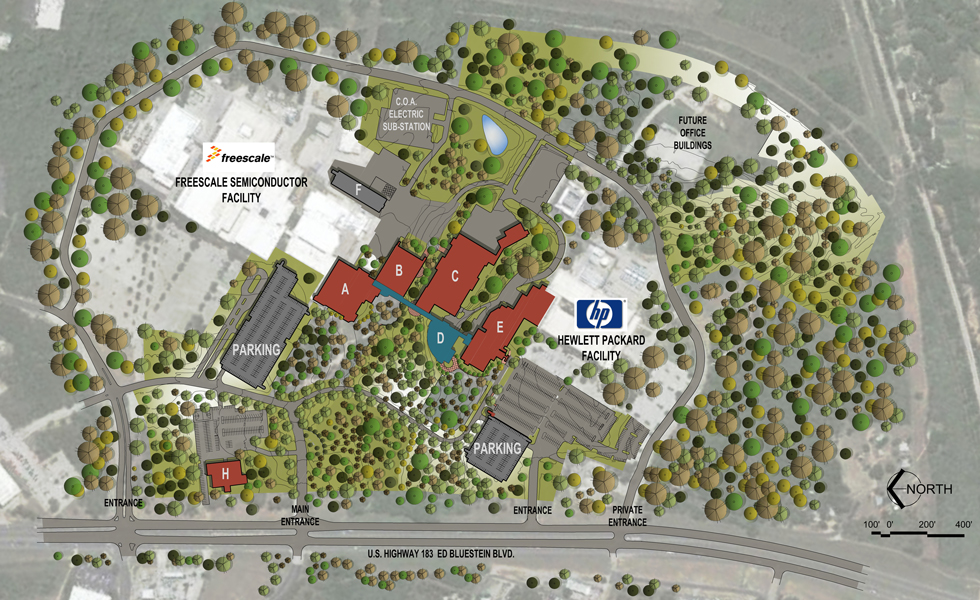 C.O.A.
ELECTRIC
SUB-STATION
FUTURE
OFFICE
BUILDINGS
freescale™
FREESCALE SEMICONDUCTOR
FACILITY
F
B
C
A
hp
HEWLETT PACKARD
FACILITY
E
D
PARKING
PARKING
H
NORTH
ENTRANCE
MAIN
ENTRANCE
ENTRANCE
PRIVATE
ENTRANCE
100' 0' 200' 400'
U.S. HIGHWAY 183 ED BLUESTEIN BLVD.